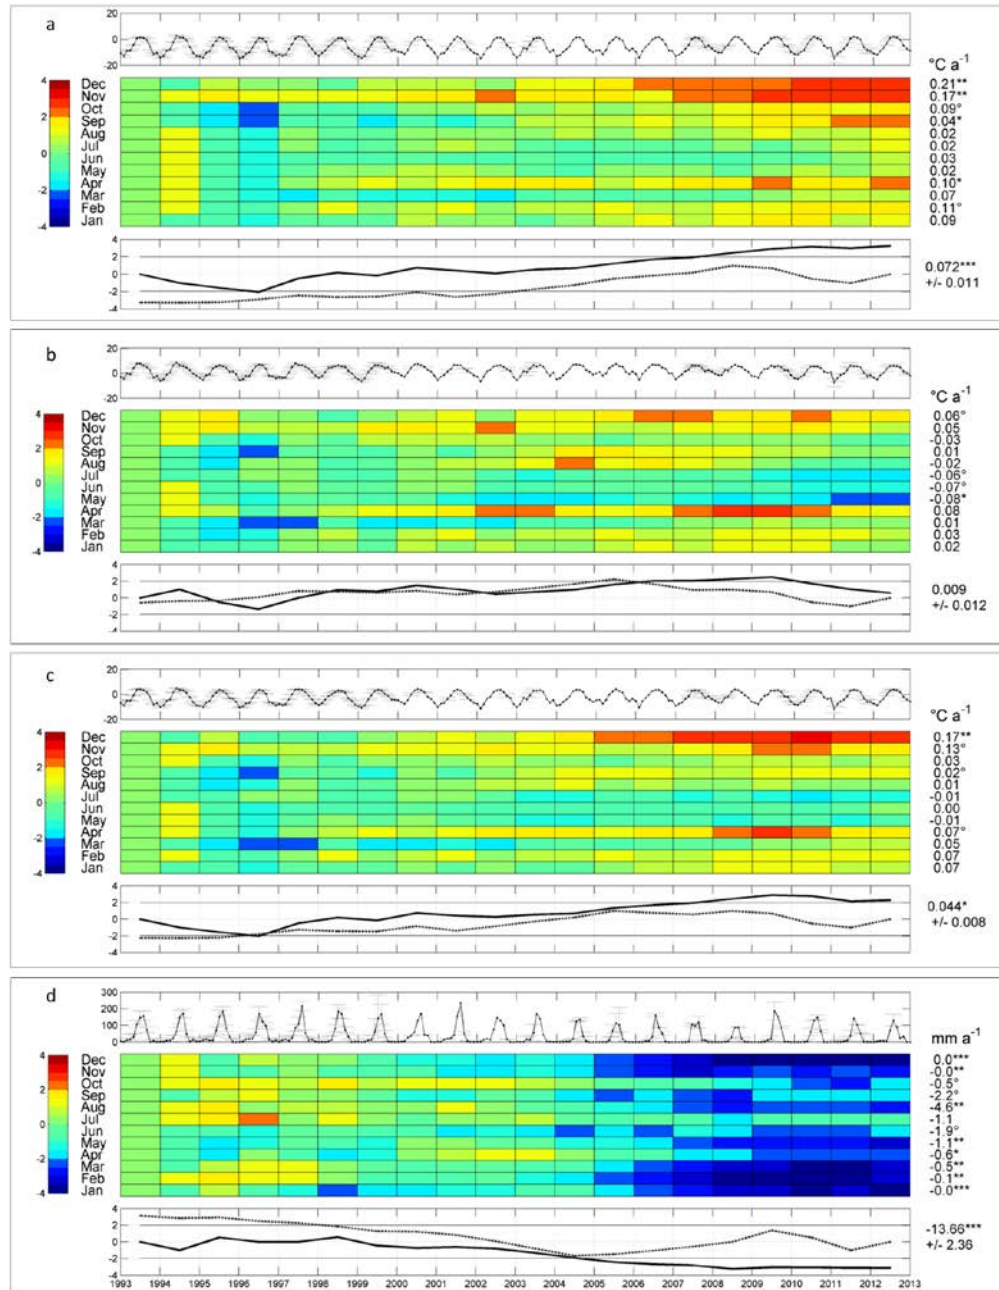 a
20
0
-20
°C a⁻¹
4
2
0
-2
-4
Dec 0.21**
Nov 0.17**
Oct 0.09°
Sep 0.04*
Aug 0.02
Jul 0.02
Jun 0.03
May 0.02
Apr 0.10*
Mar 0.07
Feb 0.11°
Jan 0.09
4
2
0
-2
-4
0.072***
+/- 0.011
b
20
0
-20
°C a⁻¹
4
2
0
-2
-4
Dec 0.06°
Nov 0.05
Oct -0.03
Sep 0.01
Aug -0.02
Jul -0.06°
Jun -0.07°
May -0.08*
Apr 0.08
Mar 0.01
Feb 0.03
Jan 0.02
4
2
0
-2
-4
0.009
+/- 0.012
c
20
0
-20
°C a⁻¹
4
2
0
-2
-4
Dec 0.17**
Nov 0.13°
Oct 0.03
Sep 0.02°
Aug 0.01
Jul -0.01
Jun 0.00
May -0.01
Apr 0.07°
Mar 0.05
Feb 0.07
Jan 0.07
4
2
0
-2
-4
0.044*
+/- 0.008
d
300
200
100
0
mm a⁻¹
4
2
0
-2
-4
Dec 0.0***
Nov -0.0**
Oct -0.5°
Sep -2.2°
Aug -4.6**
Jul -1.1
Jun -1.9°
May -1.1**
Apr -0.6*
Mar -0.5**
Feb -0.1**
Jan -0.0***
4
2
0
-2
-4
-13.66***
+/- 2.36
1993 1994 1995 1996 1997 1998 1999 2000 2001 2002 2003 2004 2005 2006 2007 2008 2009 2010 2011 2012 2013